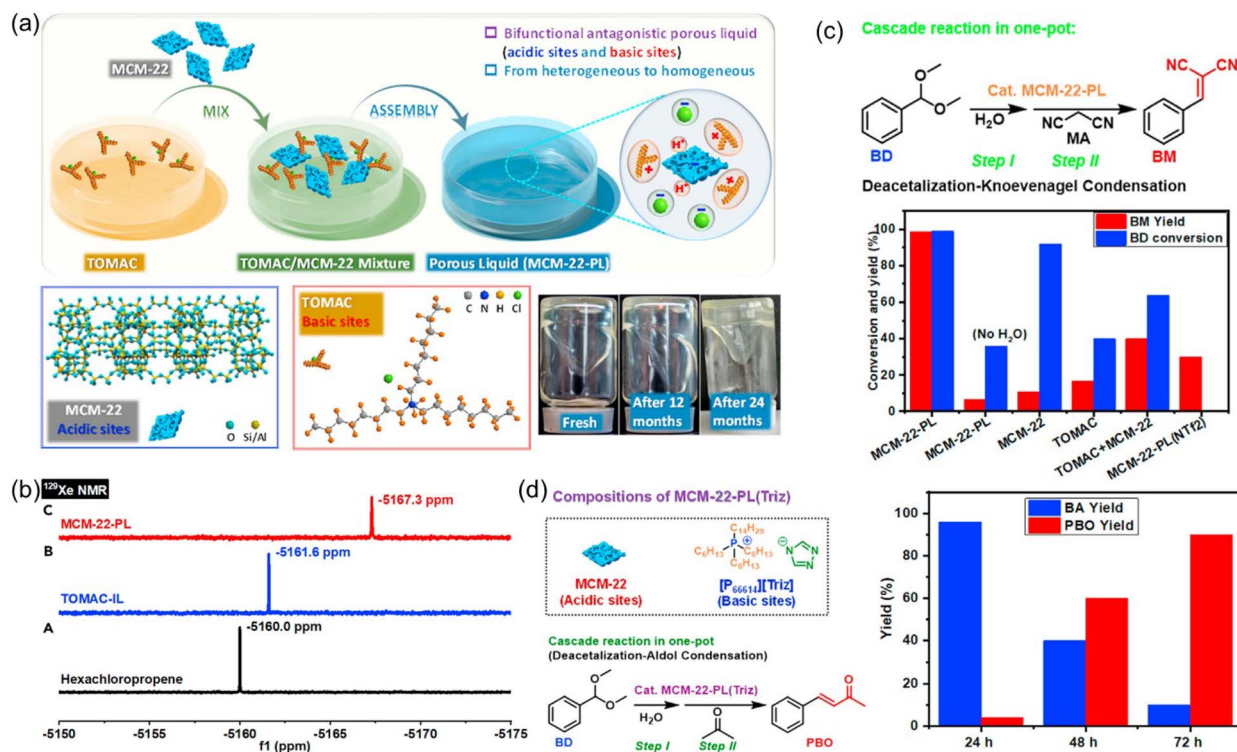 (a)
MCM-22
Bifunctional antagonistic porous liquid
(acidic sites and basic sites)
From heterogeneous to homogeneous
MIX
ASSEMBLY
H⁺
H⁺
TOMAC
TOMAC/MCM-22 Mixture
Porous Liquid (MCM-22-PL)
MCM-22
Acidic sites
O Si/Al
TOMAC
Basic sites
C N H Cl
Fresh
After 12 months
After 24 months
(b) ¹²⁹Xe NMR
C
MCM-22-PL
-5167.3 ppm
B
TOMAC-IL
-5161.6 ppm
A
Hexachloropropene
-5160.0 ppm
-5150 -5155 -5160 -5165 -5170 -5175
f1 (ppm)
(c)
Cascade reaction in one-pot:
O
O
BD
Cat. MCM-22-PL
H₂O
NC CN
MA
Step I Step II
CN CN
BM
Deacetalization-Knoevenagel Condensation
Conversion and yield (%)
100
80
60
40
20
0
BM Yield
BD conversion
(No H₂O)
MCM-22-PL
MCM-22-PL
MCM-22
TOMAC
TOMAC+MCM-22
MCM-22-PL(NTf2)
(d)
Compositions of MCM-22-PL(Triz)
MCM-22
(Acidic sites)
C₁₄H₂₉
C₆H₁₃ P⊕ C₆H₁₃
C₆H₁₃
⊖ N N N
[P₆₆₆₁₄][Triz]
(Basic sites)
Cascade reaction in one-pot
(Deacetalization-Aldol Condensation)
O
O
BD
Cat. MCM-22-PL(Triz)
H₂O
O
Step I Step II
O
PBO
Yield (%)
100
80
60
40
20
0
BA Yield
PBO Yield
24 h 48 h 72 h